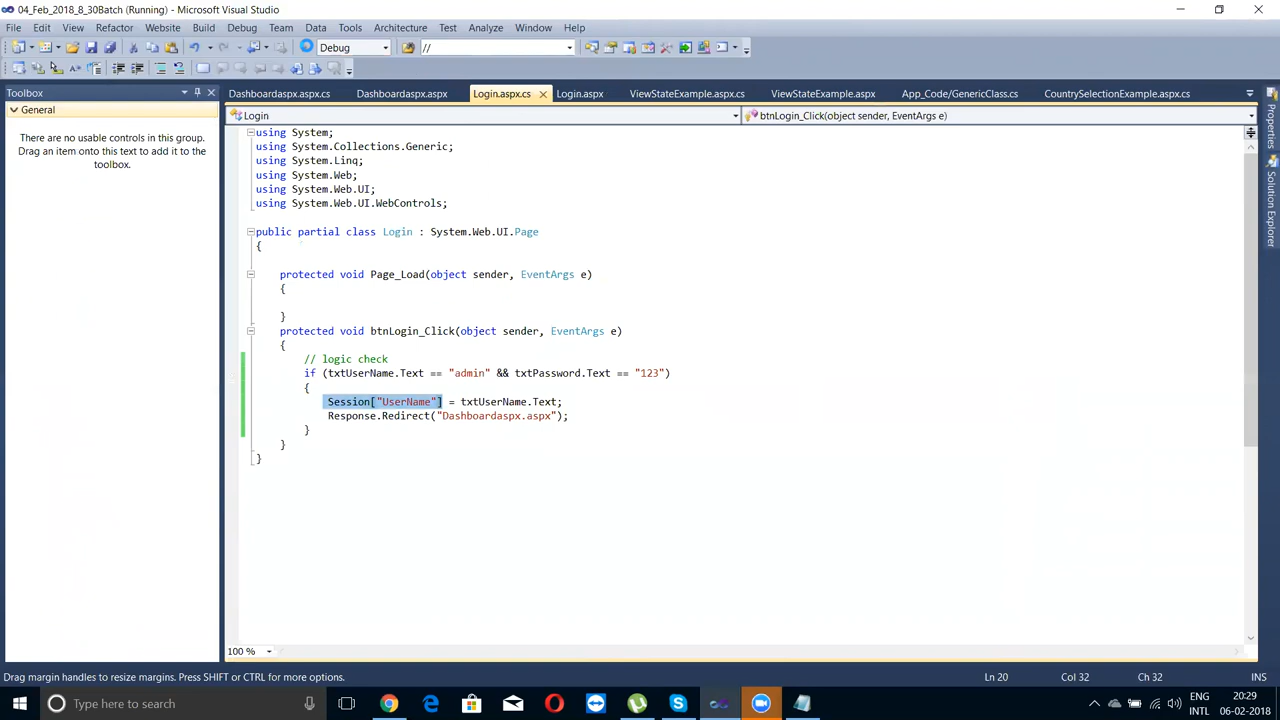 04_Feb_2018_8_30Batch (Running) - Microsoft Visual Studio
File Edit View Refactor Website Build Debug Team Data Tools Architecture Test Analyze Window Help
Debug //
Toolbox
General
There are no usable controls in this group. Drag an item onto this text to add it to the toolbox.
Dashboardaspx.aspx.cs Dashboardaspx.aspx Login.aspx.cs Login.aspx ViewStateExample.aspx.cs ViewStateExample.aspx App_Code/GenericClass.cs CountrySelectionExample.aspx.cs
Login btnLogin_Click(object sender, EventArgs e)
using System;
using System.Collections.Generic;
using System.Linq;
using System.Web;
using System.Web.UI;
using System.Web.UI.WebControls;
public partial class Login : System.Web.UI.Page
{
protected void Page_Load(object sender, EventArgs e)
{
}
protected void btnLogin_Click(object sender, EventArgs e)
{
// logic check
if (txtUserName.Text == "admin" && txtPassword.Text == "123")
{
Session["UserName"] = txtUserName.Text;
Response.Redirect("Dashboardaspx.aspx");
}
}
}
100 %
Properties
Solution Explorer
Drag margin handles to resize margins. Press SHIFT or CTRL for more options. Ln 20 Col 32 Ch 32 INS
Type here to search
ENG
INTL
20:29
06-02-2018